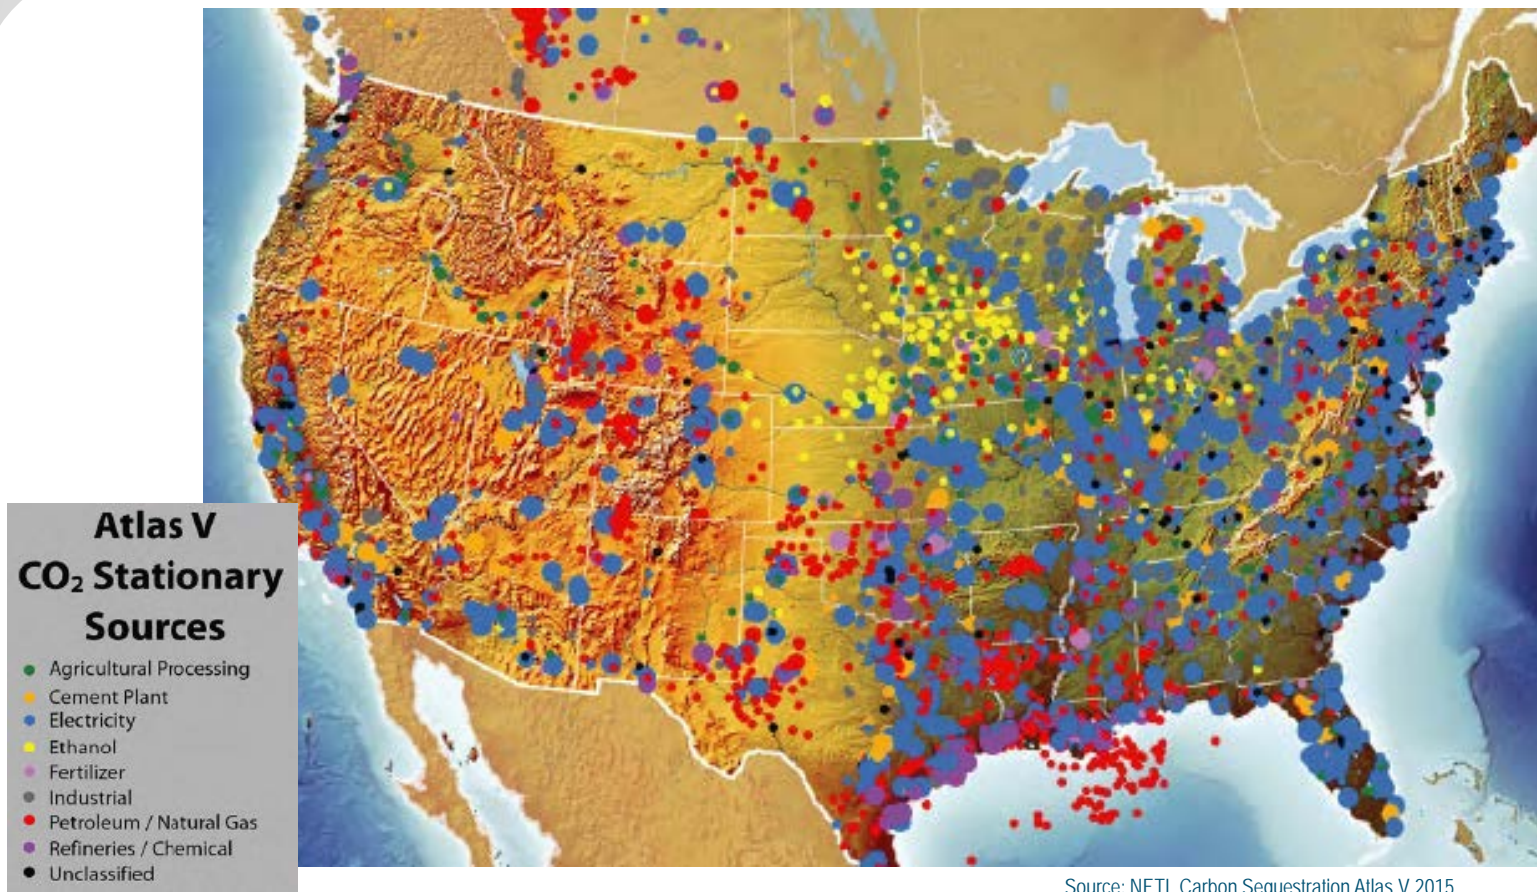 Atlas V
CO₂ Stationary
Sources
Agricultural Processing
Cement Plant
Electricity
Ethanol
Fertilizer
Industrial
Petroleum / Natural Gas
Refineries / Chemical
Unclassified
Source: NETL Carbon Sequestration Atlas V 2015